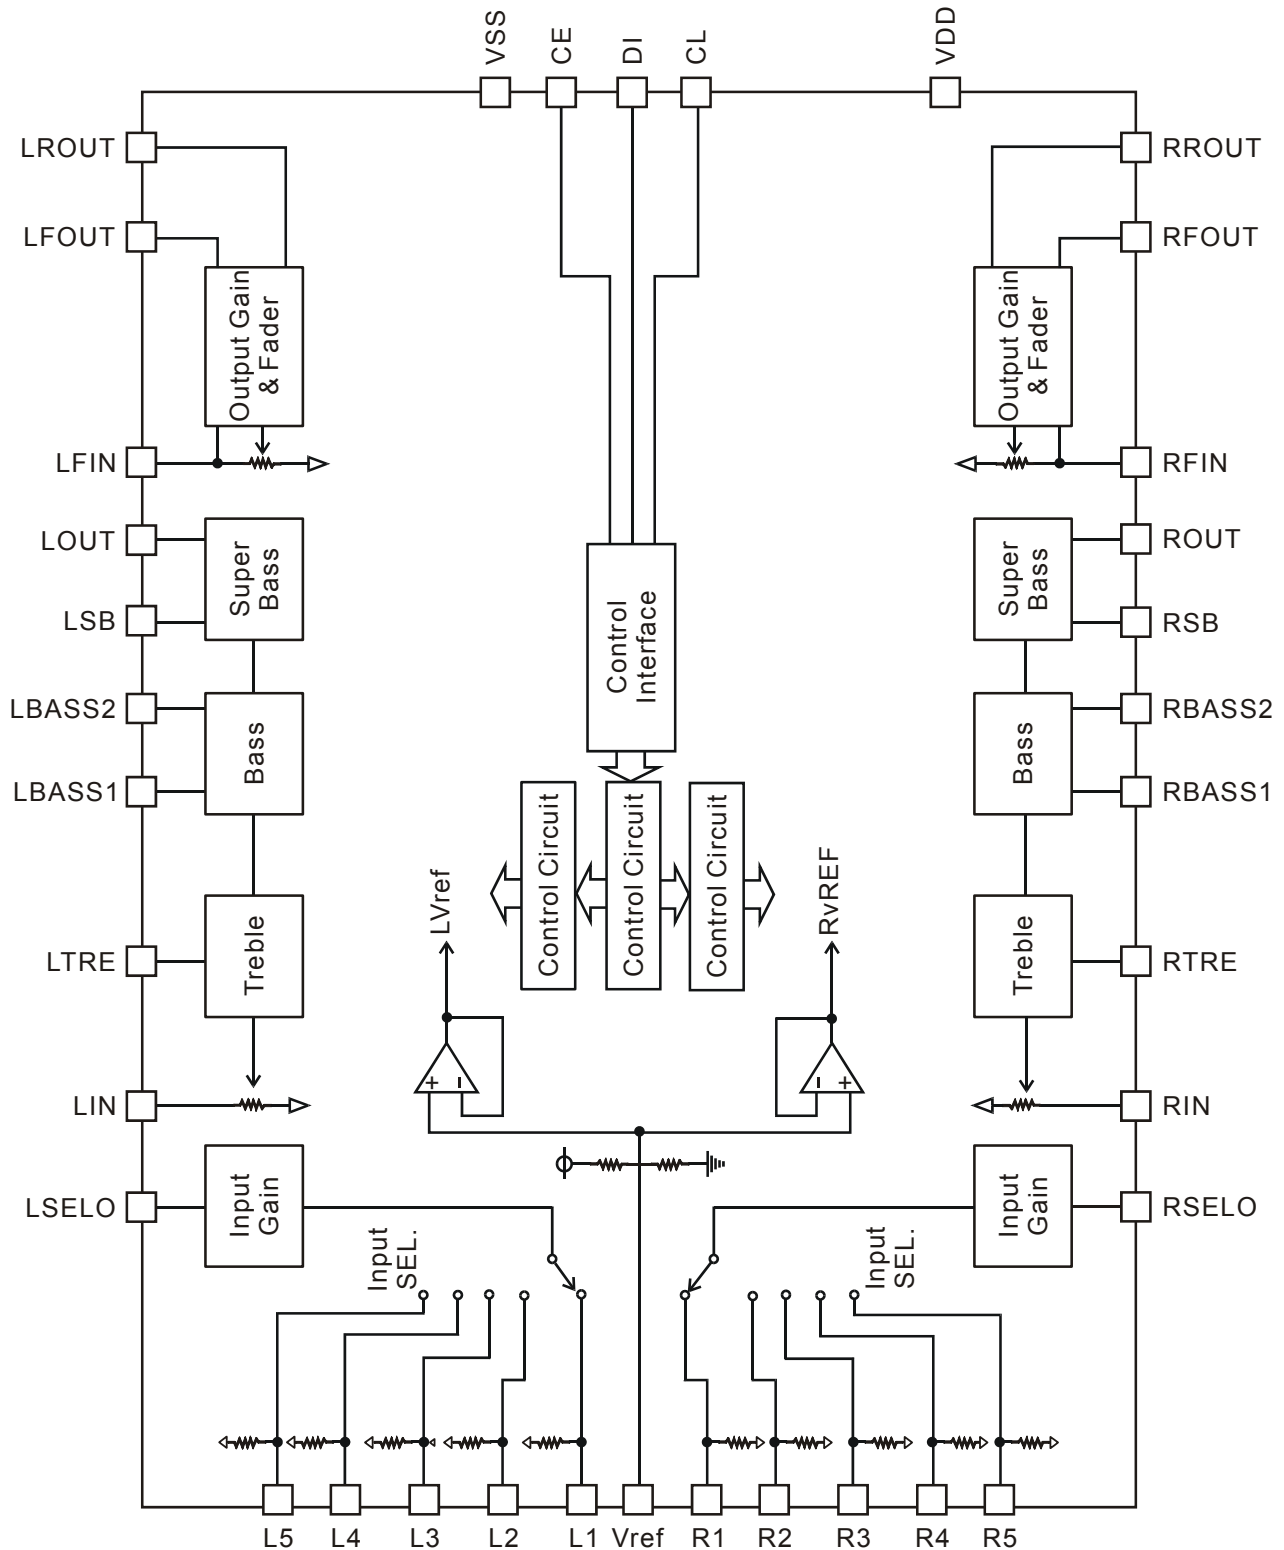 VSS
CE
DI
CL
VDD
LROUT
RROUT
LFOUT
RFOUT
Output Gain
& Fader
Output Gain
& Fader
LFIN
RFIN
LOUT
ROUT
Super
Bass
Super
Bass
LSB
RSB
Control
Interface
LBASS2
RBASS2
Bass
Bass
LBASS1
RBASS1
Control Circuit
Control Circuit
Control Circuit
LVref
RvREF
LTRE
Treble
Treble
RTRE
+
−
−
+
LIN
RIN
LSELO
Input
Gain
Input
Gain
RSELO
Input
SEL.
Input
SEL.
L5
L4
L3
L2
L1
Vref
R1
R2
R3
R4
R5